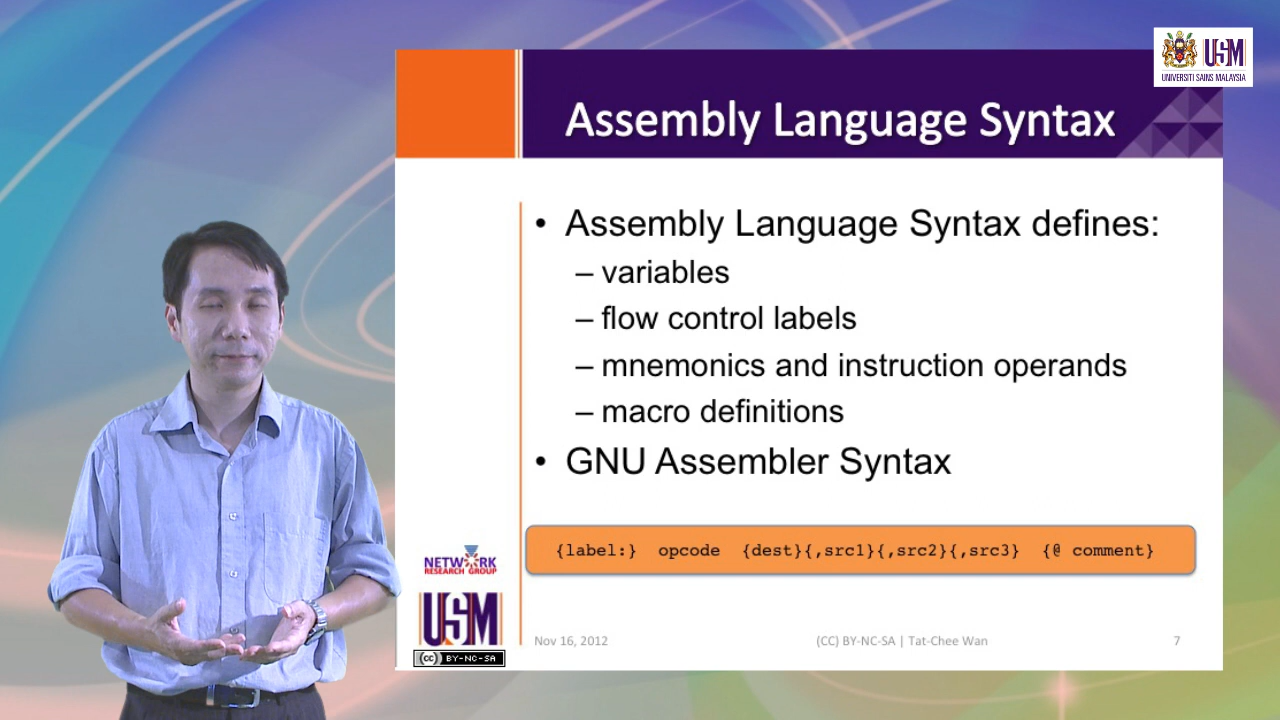 USM
UNIVERSITI SAINS MALAYSIA
Assembly Language Syntax
• Assembly Language Syntax defines:
– variables
– flow control labels
– mnemonics and instruction operands
– macro definitions
• GNU Assembler Syntax
{label:} opcode {dest}{,src1}{,src2}{,src3} {@ comment}
NETWORK
RESEARCH GROUP
USM
(cc) BY-NC-SA
Nov 16, 2012 (CC) BY-NC-SA | Tat-Chee Wan 7